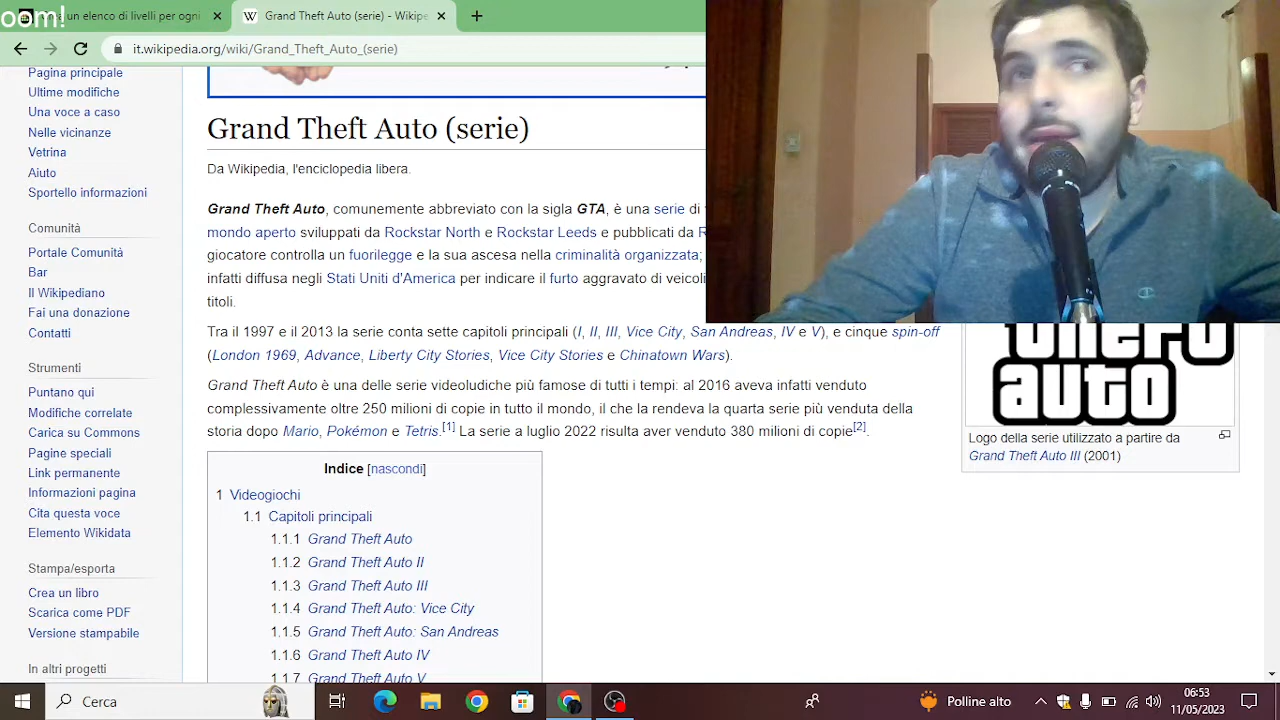 oom!
un elenco di livelli per ogni
Grand Theft Auto (serie) - Wikipe
it.wikipedia.org/wiki/Grand_Theft_Auto_(serie)
Pagina principale
Ultime modifiche
Una voce a caso
Nelle vicinanze
Vetrina
Aiuto
Sportello informazioni
Comunità
Portale Comunità
Bar
Il Wikipediano
Fai una donazione
Contatti
Strumenti
Puntano qui
Modifiche correlate
Carica su Commons
Pagine speciali
Link permanente
Informazioni pagina
Cita questa voce
Elemento Wikidata
Stampa/esporta
Crea un libro
Scarica come PDF
Versione stampabile
In altri progetti
Grand Theft Auto (serie)
Da Wikipedia, l'enciclopedia libera.
Grand Theft Auto, comunemente abbreviato con la sigla GTA, è una serie di
mondo aperto sviluppati da Rockstar North e Rockstar Leeds e pubblicati da R
giocatore controlla un fuorilegge e la sua ascesa nella criminalità organizzata;
infatti diffusa negli Stati Uniti d'America per indicare il furto aggravato di veicoli
titoli.
Tra il 1997 e il 2013 la serie conta sette capitoli principali (I, II, III, Vice City, San Andreas, IV e V), e cinque spin-off
(London 1969, Advance, Liberty City Stories, Vice City Stories e Chinatown Wars).
Grand Theft Auto è una delle serie videoludiche più famose di tutti i tempi: al 2016 aveva infatti venduto
complessivamente oltre 250 milioni di copie in tutto il mondo, il che la rendeva la quarta serie più venduta della
storia dopo Mario, Pokémon e Tetris.[1] La serie a luglio 2022 risulta aver venduto 380 milioni di copie[2].
Indice [nascondi]
1 Videogiochi
1.1 Capitoli principali
1.1.1 Grand Theft Auto
1.1.2 Grand Theft Auto II
1.1.3 Grand Theft Auto III
1.1.4 Grand Theft Auto: Vice City
1.1.5 Grand Theft Auto: San Andreas
1.1.6 Grand Theft Auto IV
1.1.7 Grand Theft Auto V
theft
auto
Logo della serie utilizzato a partire da
Grand Theft Auto III (2001)
Cerca
Polline alto
06:53
11/05/2023